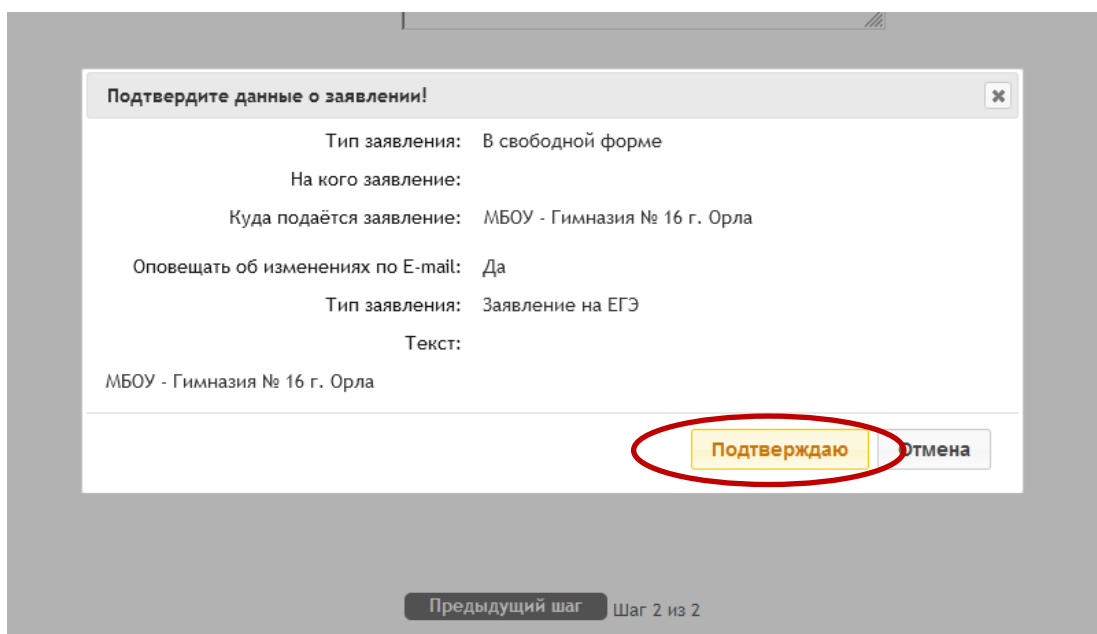 Подтвердите данные о заявлении!
Тип заявления: В свободной форме
На кого заявление:
Куда подаётся заявление: МБОУ - Гимназия № 16 г. Орла
Оповещать об изменениях по E-mail: Да
Тип заявления: Заявление на ЕГЭ
Текст:
МБОУ - Гимназия № 16 г. Орла
Подтверждаю Отмена
Предыдущий шаг Шаг 2 из 2